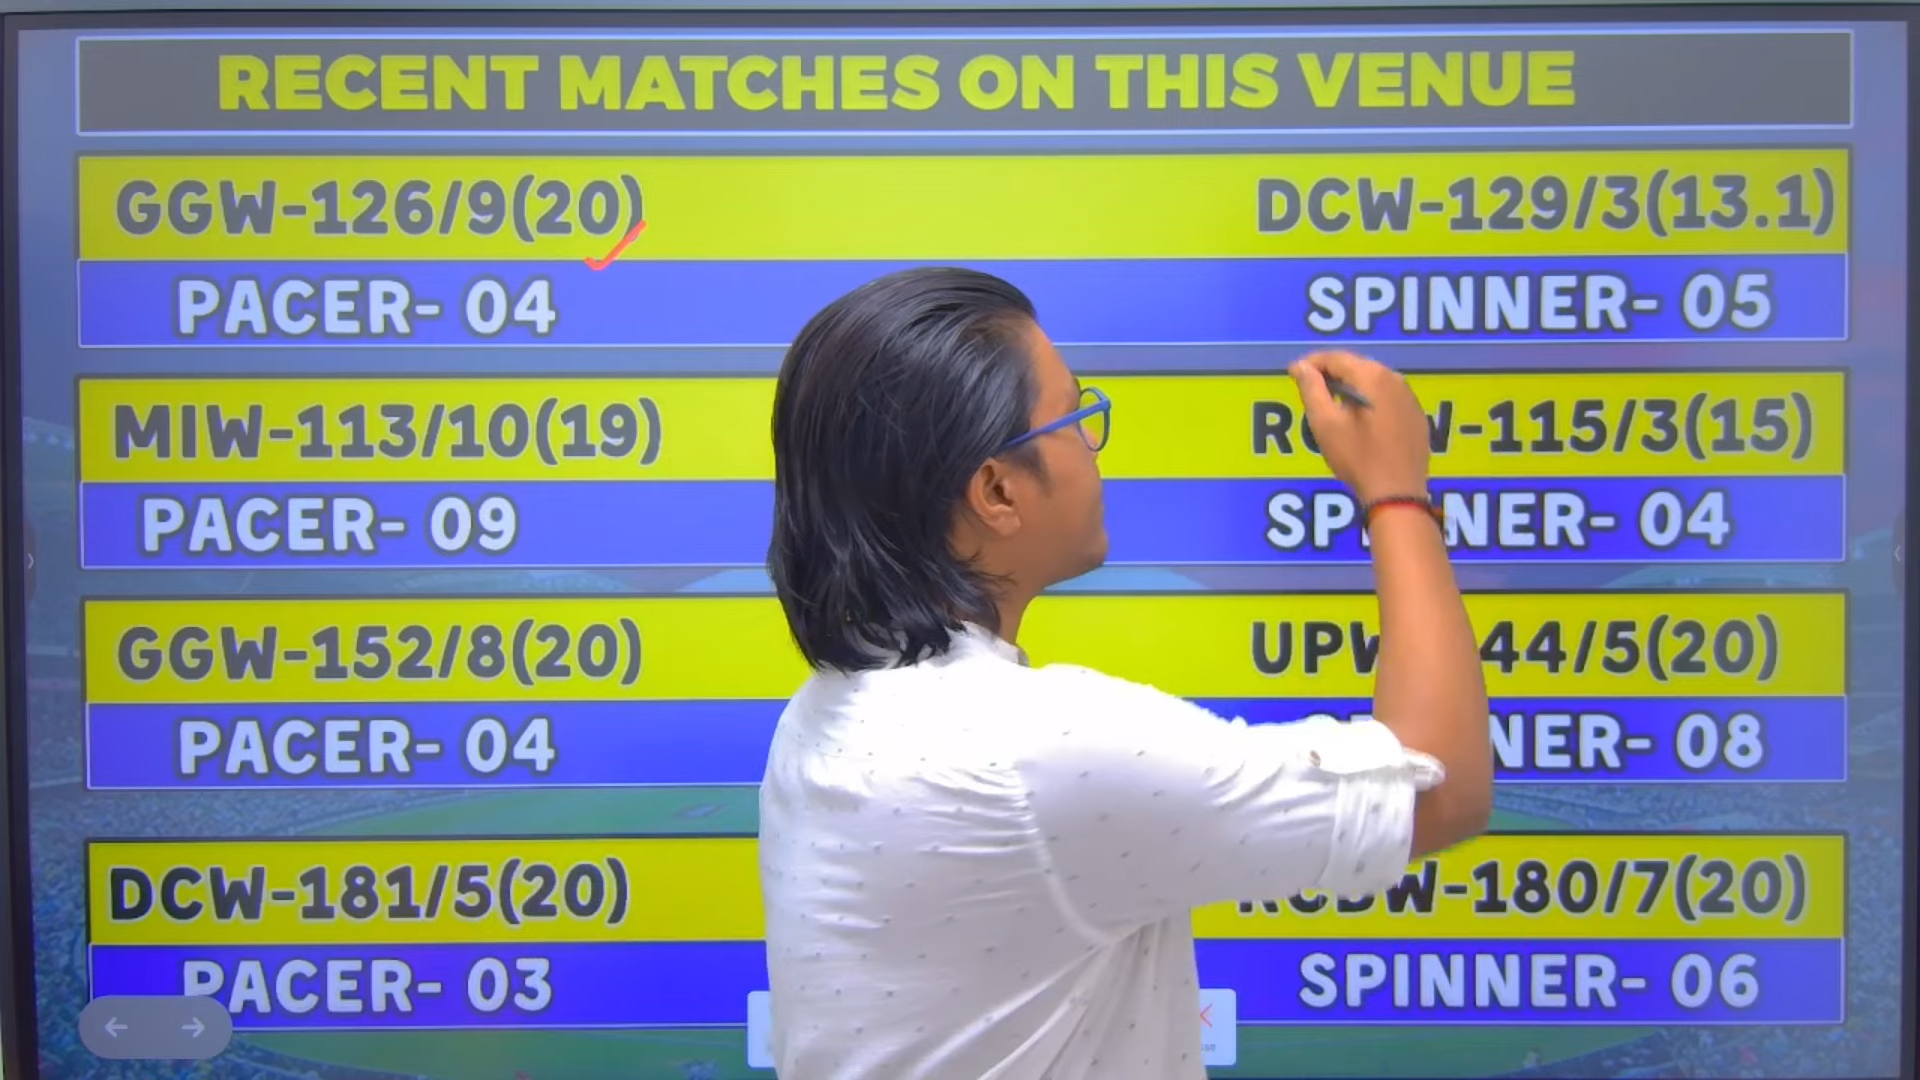 RECENT MATCHES ON THIS VENUE
GGW-126/9(20) DCW-129/3(13.1)
PACER- 04 SPINNER- 05
MIW-113/10(19) -115/3(15)
PACER- 09 SPINNER- 04
GGW-152/8(20) 44/5(20)
PACER- 04 08
DCW-181/5(20) RCBW-180/7(20)
PACER- 03 SPINNER- 06